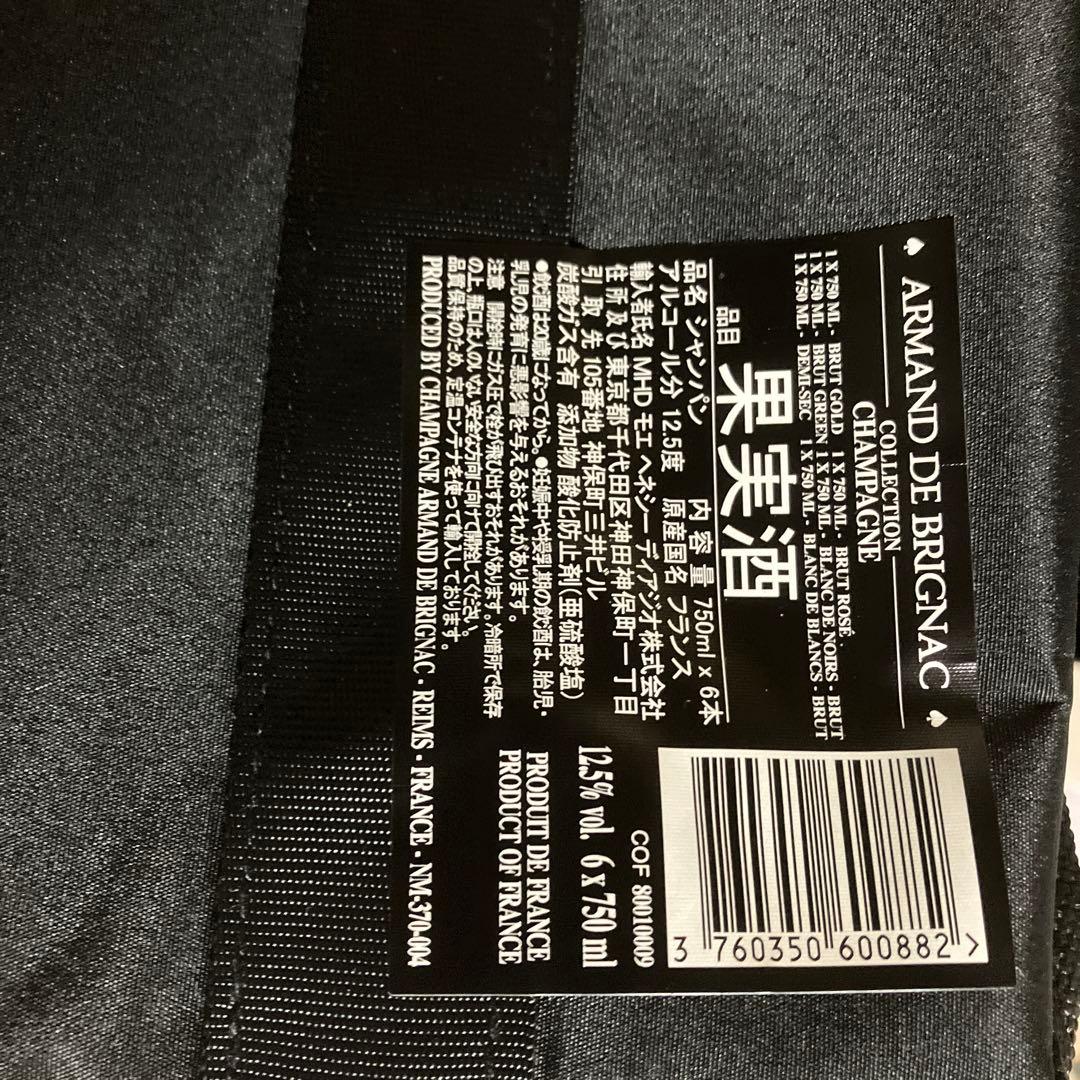 ♠ ARMAND DE BRIGNAC ♠
COLLECTION
CHAMPAGNE
1 X 750 ML · BRUT GOLD 1 X 750 ML · BRUT ROSÉ
1 X 750 ML · BRUT GREEN 1 X 750 ML · BLANC DE NOIRS · BRUT
1 X 750 ML · DEMI-SEC 1 X 750 ML · BLANC DE BLANCS · BRUT
品目 果実酒
品名 シャンパン 内容量 750ml x 6本
アルコール分 12.5度 原産国名 フランス
輸入者氏名 MHD モエ ヘネシー ディアジオ株式会社
住所及び 東京都千代田区神田神保町一丁目
引取先 105番地 神保町三井ビル
炭酸ガス含有 添加物 酸化防止剤(亜硫酸塩)
●飲酒は20歳になってから。●妊娠中や授乳期の飲酒は、胎児・
乳児の発育に悪影響を与えるおそれがあります。
注意 開栓時にガス圧で栓が飛び出すおそれがあります。冷暗所で保存
の上、瓶口は人のいない安全な方向に向けて開栓してください。
品質保持のため、定温コンテナを使って輸入しております。
PRODUCED BY CHAMPAGNE ARMAND DE BRIGNAC · REIMS · FRANCE · NM-370-004
3 760350 600882 >
COF 80010009
12.5% vol. 6 x 750 ml
PRODUIT DE FRANCE
PRODUCT OF FRANCE